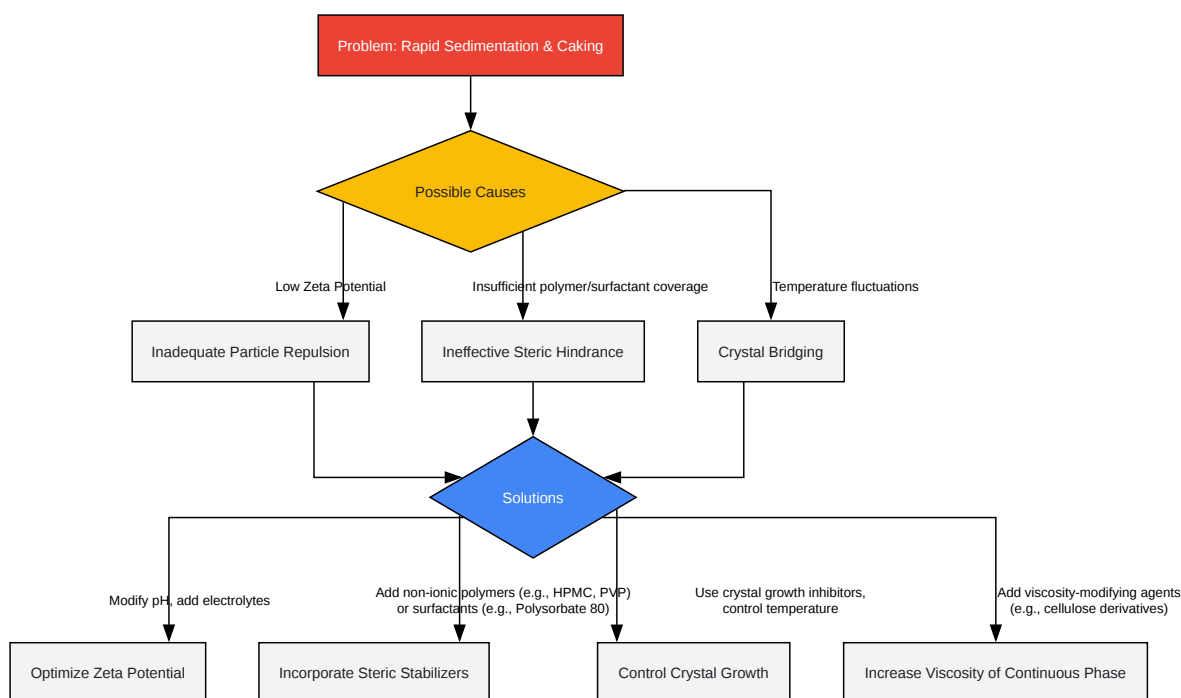 Problem: Rapid Sedimentation & Caking
Possible Causes
Low Zeta Potential
Insufficient polymer/surfactant coverage
Temperature fluctuations
Inadequate Particle Repulsion
Ineffective Steric Hindrance
Crystal Bridging
Solutions
Modify pH, add electrolytes
Add non-ionic polymers (e.g., HPMC, PVP)
or surfactants (e.g., Polysorbate 80)
Use crystal growth inhibitors,
control temperature
Add viscosity-modifying agents
(e.g., cellulose derivatives)
Optimize Zeta Potential
Incorporate Steric Stabilizers
Control Crystal Growth
Increase Viscosity of Continuous Phase